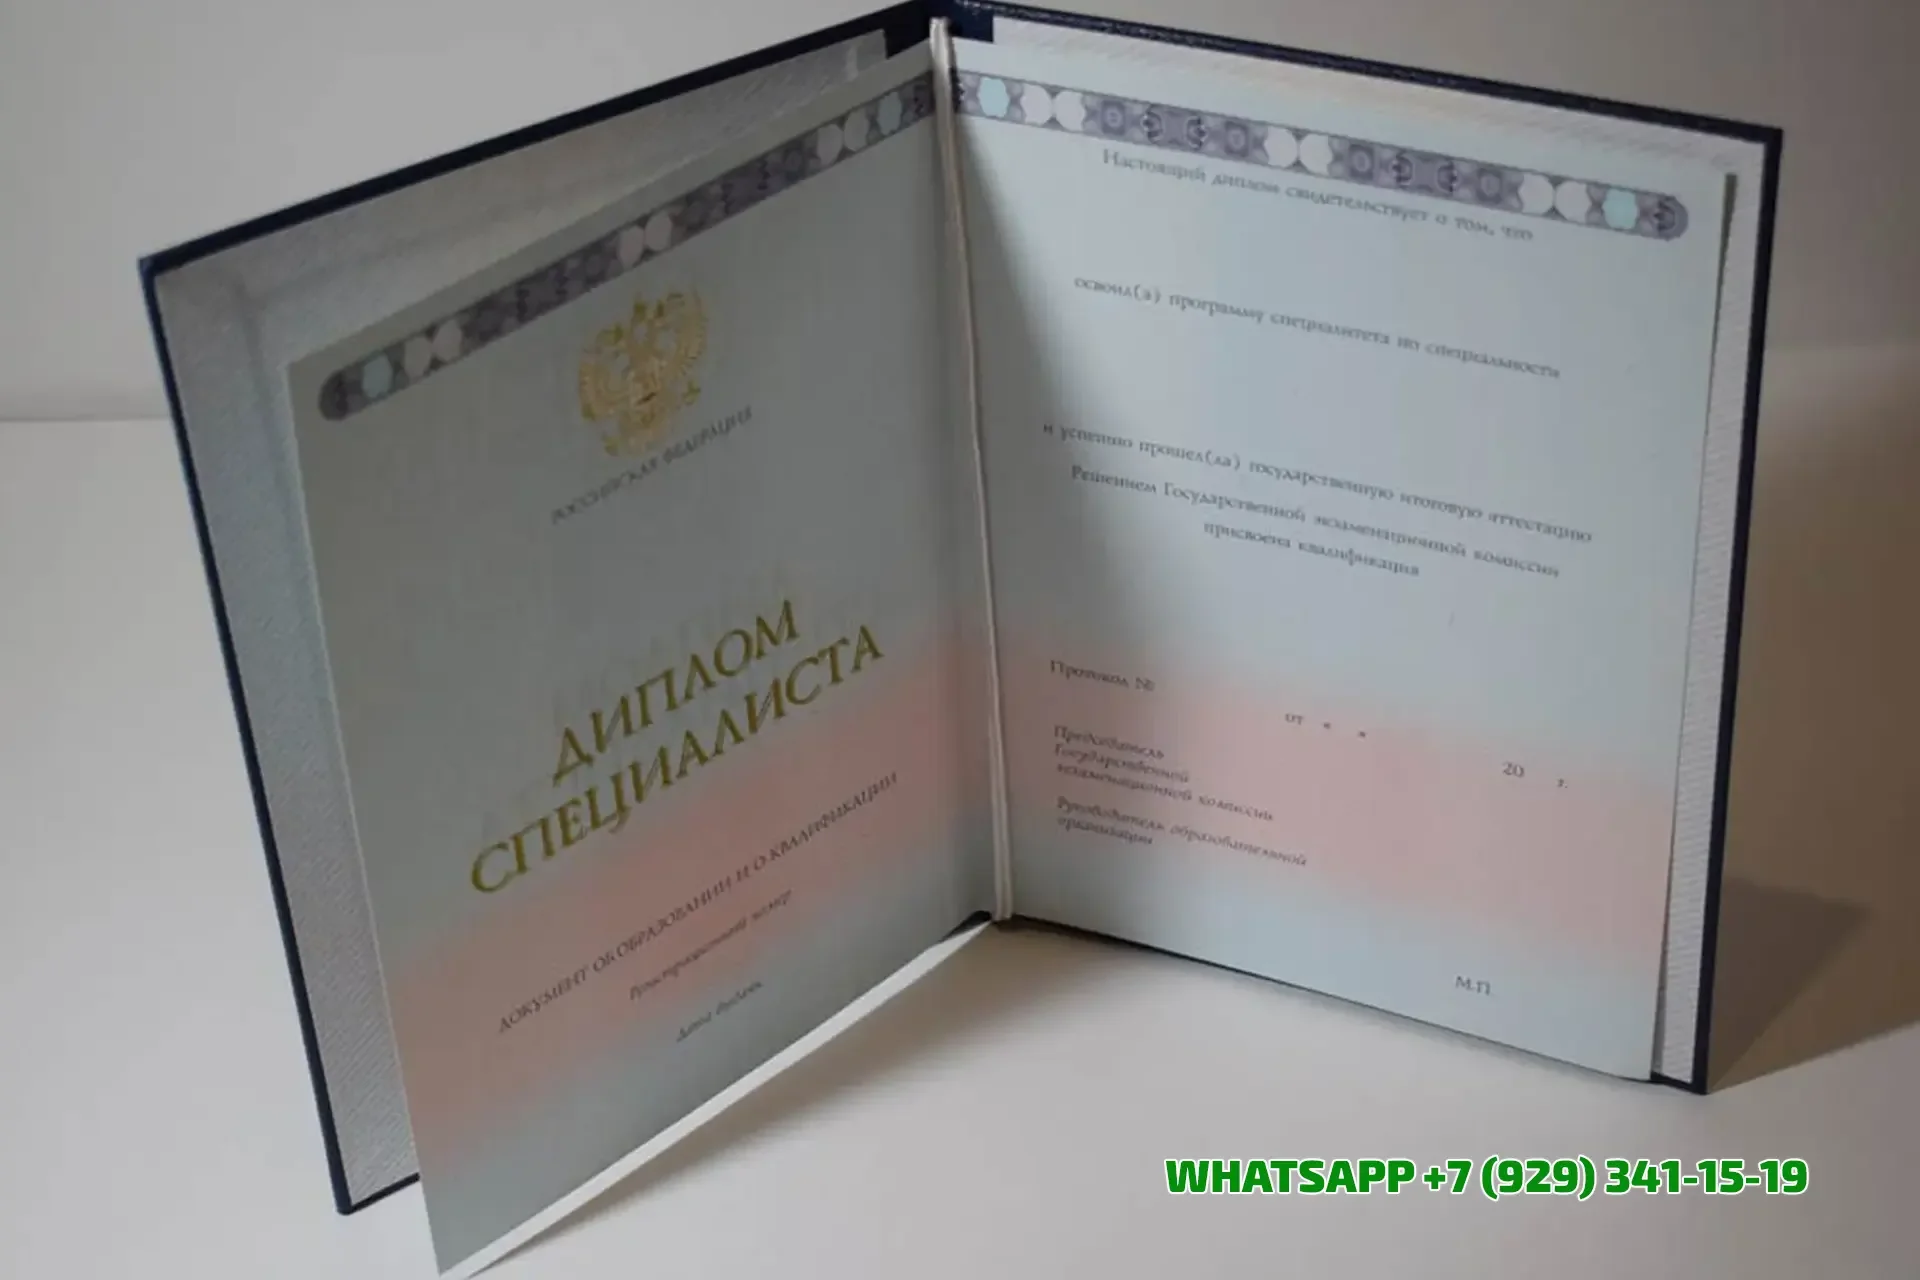 РОССИЙСКАЯ ФЕДЕРАЦИЯ
ДИПЛОМ
СПЕЦИАЛИСТА
ДОКУМЕНТ ОБ ОБРАЗОВАНИИ И О КВАЛИФИКАЦИИ
Регистрационный номер
Дата выдачи
Настоящий диплом свидетельствует о том, что
освоил(а) программу специалитета по специальности
и успешно прошел(ла) государственную итоговую аттестацию
Решением Государственной экзаменационной комиссии
присвоена квалификация
Протокол №
от « »
20 г.
Председатель
Государственной
экзаменационной комиссии
Руководитель образовательной
организации
М.П.
WHATSAPP +7 (929) 341-15-19